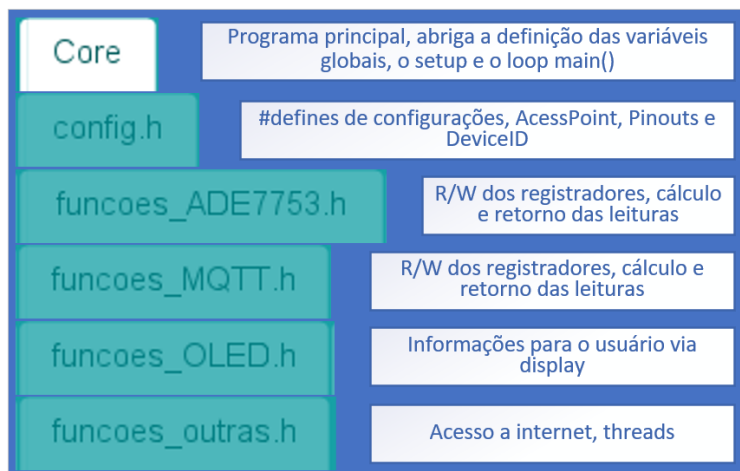 Core
Programa principal, abriga a definição das variáveis
globais, o setup e o loop main()
config.h
#defines de configurações, AcessPoint, Pinouts e
DeviceID
funcoes_ADE7753.h
R/W dos registradores, cálculo
e retorno das leituras
funcoes_MQTT.h
R/W dos registradores, cálculo e
retorno das leituras
funcoes_OLED.h
Informações para o usuário via
display
funcoes_outras.h
Acesso a internet, threads